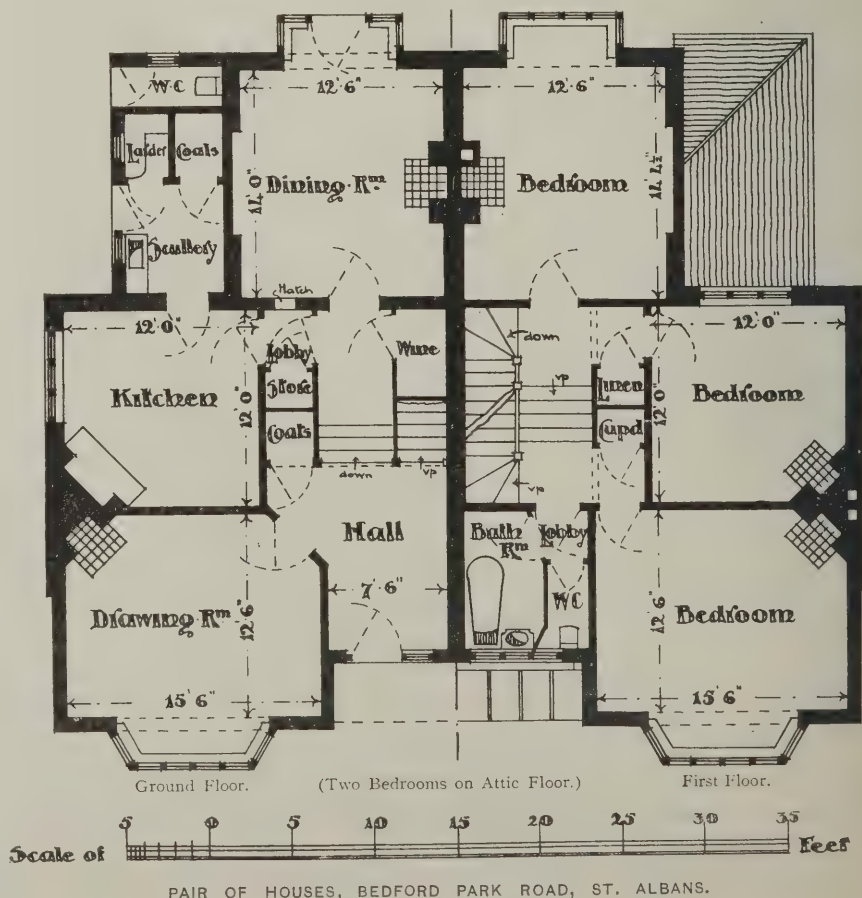 W.C
12'.6"
12'.6"
Larder
Coals
14'.0"
Dining.Rm
Bedroom
14'.4½"
Scullery
Hatch
12'.0"
Lobby
Wine
down
up
Linen
12'.0"
Kitchen
12'.0"
Store
Coats
Cupd
12'.0"
Bedroom
down
up
up
Hall
Bath
Rm
Lobby
7'.6"
W.C
Drawing.Rm
12'.6"
12'.6"
Bedroom
15'.6"
15'.6"
Ground Floor.
(Two Bedrooms on Attic Floor.)
First Floor.
5 0 5 10 15 20 25 30 35
Scale of
Feet
PAIR OF HOUSES, BEDFORD PARK ROAD, ST. ALBANS.